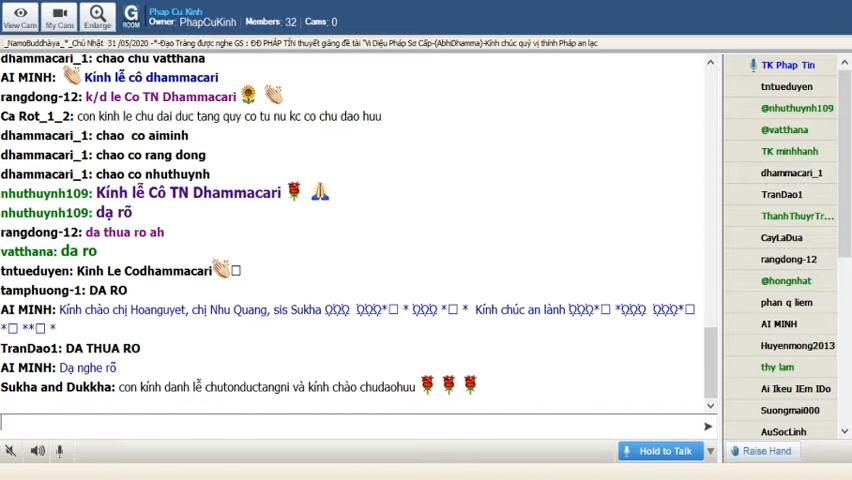 View Cam
My Cam
Enlarge
G
ROOM
Phap Cu Kinh
Owner: PhapCuKinh Members: 32 Cams: 0
_NamoBuddhàya_*_Chủ Nhật 31 /05/2020 -*-Đạo Tràng được nghe GS : ĐĐ PHÁP TÍN thuyết giảng đề tài "Vi Diệu Pháp Sơ Cấp-(AbhiDhamma)-Kính chúc quý vị thính Pháp an lạc
dhammacari_1: chao chu vatthana
AI MINH: Kính lễ cô dhammacari
rangdong-12: k/d le Co TN Dhammacari
Ca Rot_1_2: con kinh le chu dai duc tang quy co tu nu kc co chu dao huu
dhammacari_1: chao co aiminh
dhammacari_1: chao co rang dong
dhammacari_1: chao co nhuthuynh
nhuthuynh109: Kính lễ Cô TN Dhammacari
nhuthuynh109: dạ rõ
rangdong-12: da thua ro ah
vatthana: da ro
tntueduyen: Kinh Le Codhammacari
tamphuong-1: DA RO
AI MINH: Kính chào chị Hoanguyet, chị Nhu Quang, sis Sukha Kính chúc an lành
TranDao1: DA THUA RO
AI MINH: Dạ nghe rõ
Sukha and Dukkha: con kính danh lễ chutonductangni và kính chào chudaohuu
Hold to Talk
TK Phap Tin
tntueduyen
@nhuthuynh109
@vatthana
TK minhhanh
dhammacari_1
TranDao1
ThanhThuyrTr...
CayLaDua
rangdong-12
@hongnhat
phan q liem
AI MINH
Huyenmong2013
thy lam
Ai Ikeu IEm IDo
Suongmai000
AuSocLinh
Raise Hand